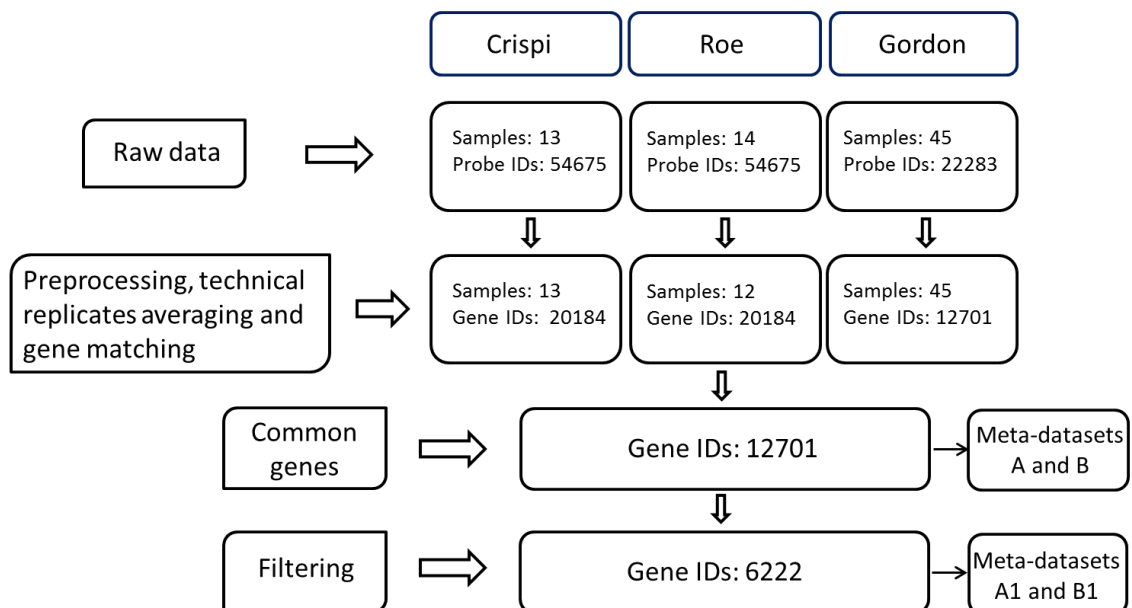 Crispi
Roe
Gordon
Raw data
Samples: 13
Probe IDs: 54675
Samples: 14
Probe IDs: 54675
Samples: 45
Probe IDs: 22283
Preprocessing, technical
replicates averaging and
gene matching
Samples: 13
Gene IDs: 20184
Samples: 12
Gene IDs: 20184
Samples: 45
Gene IDs: 12701
Common
genes
Gene IDs: 12701
Meta-datasets
A and B
Filtering
Gene IDs: 6222
Meta-datasets
A1 and B1